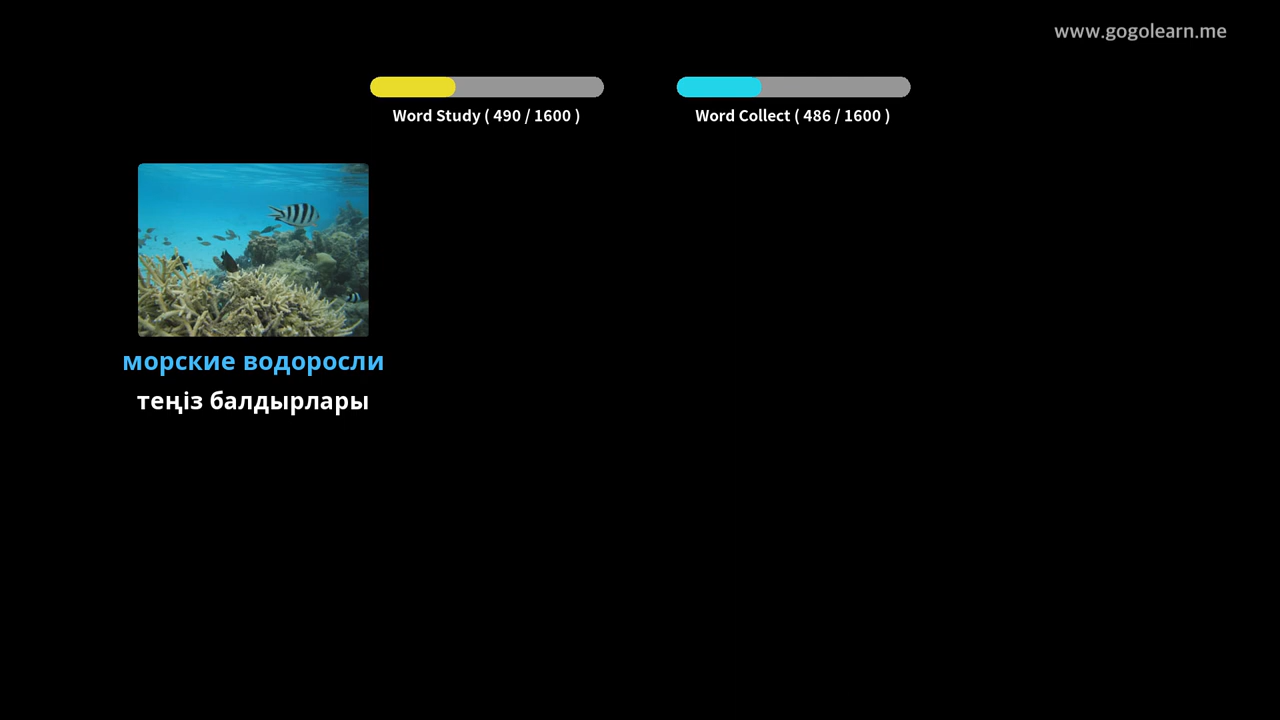 www.gogolearn.me
Word Study ( 490 / 1600 )
Word Collect ( 486 / 1600 )
морские водоросли
теңіз балдырлары